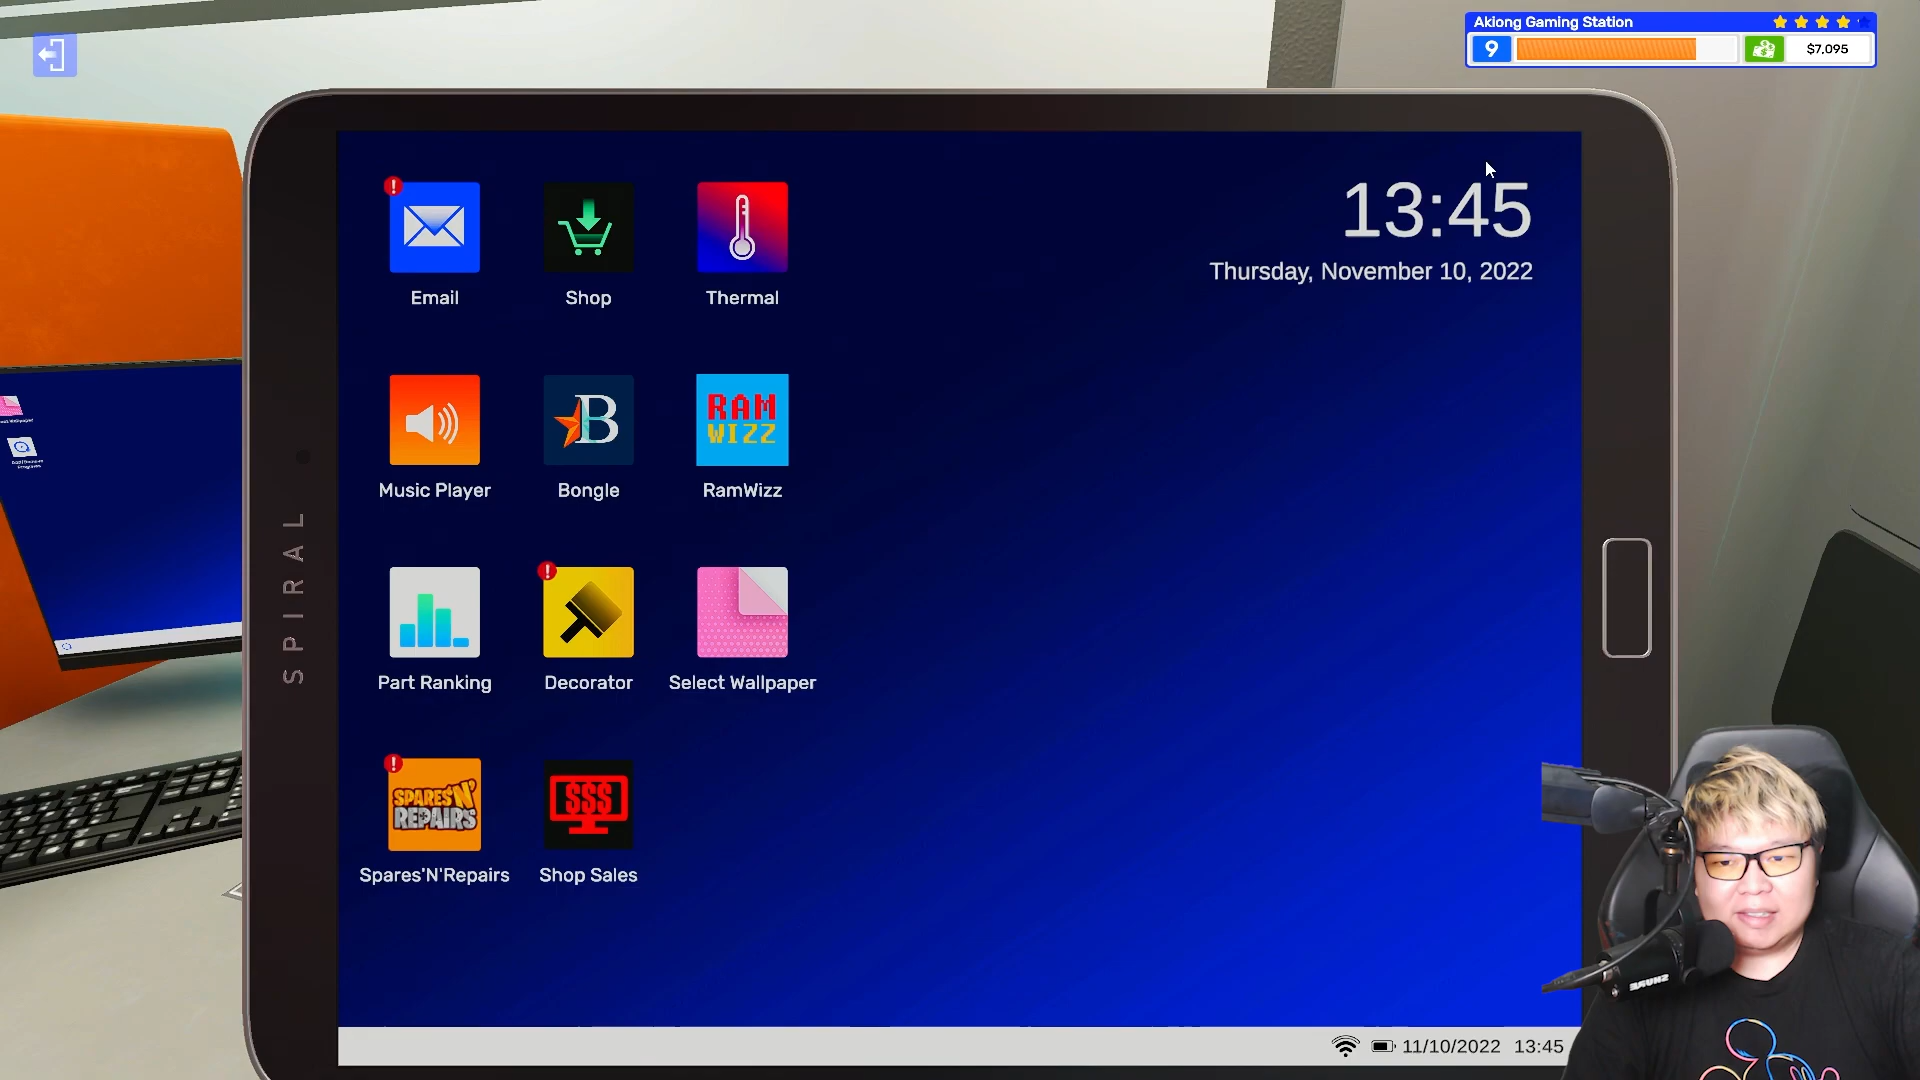 Akiong Gaming Station
9
$7,095
13:45
Thursday, November 10, 2022
Email
Shop
Thermal
B
RAM
WIZZ
Music Player
Bongle
RamWizz
SPIRAL
Part Ranking
Decorator
Select Wallpaper
SPARES'N'
REPAIRS
$$$
Spares'N'Repairs
Shop Sales
11/10/2022 13:45